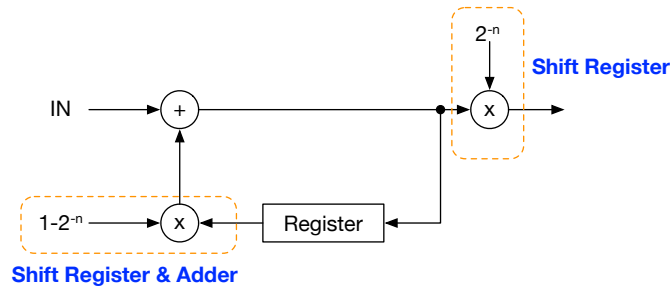 2⁻ⁿ
Shift Register
IN
+
x
1-2⁻ⁿ
x
Register
Shift Register & Adder